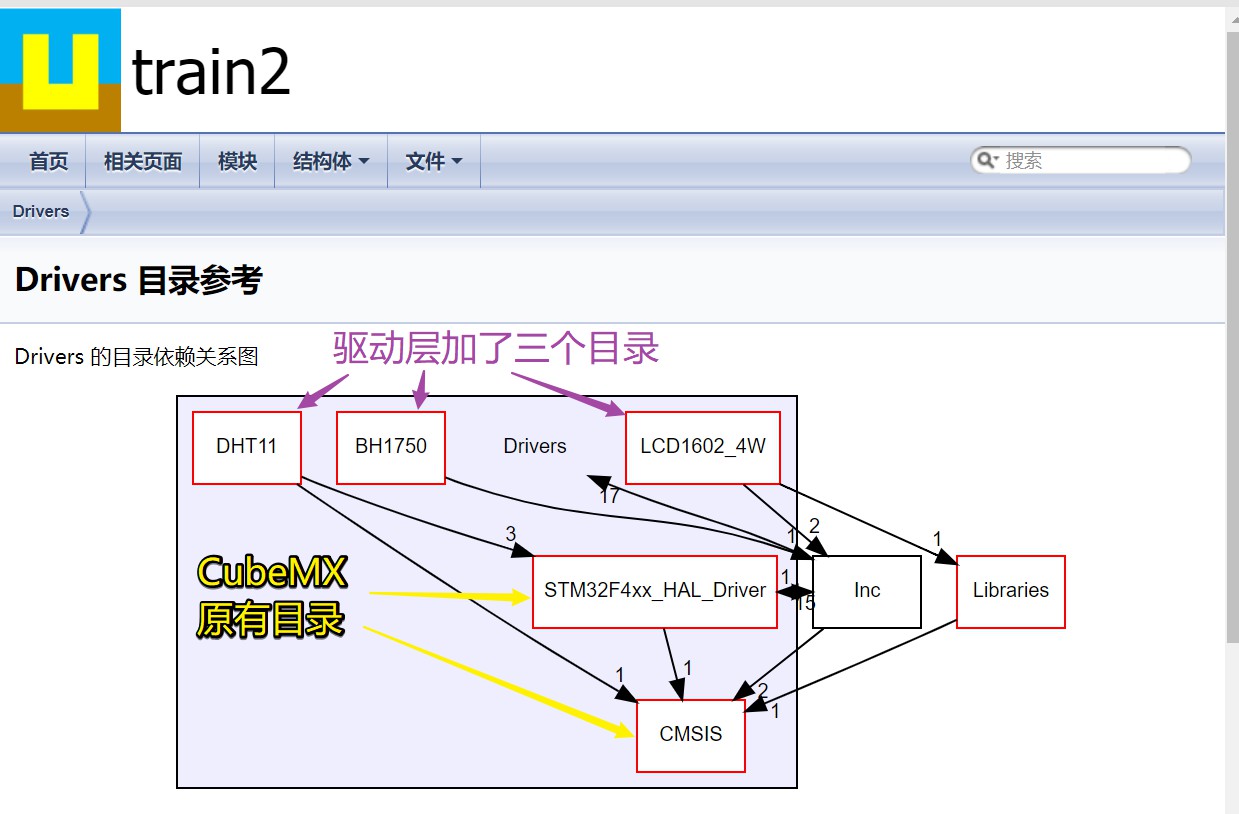 train2
首页
相关页面
模块
结构体
文件
搜索
Drivers
Drivers 目录参考
Drivers 的目录依赖关系图
驱动层加了三个目录
DHT11
BH1750
Drivers
LCD1602_4W
17
3
1
2
1
CubeMX
原有目录
STM32F4xx_HAL_Driver
1
15
Inc
Libraries
1
1
2
1
CMSIS